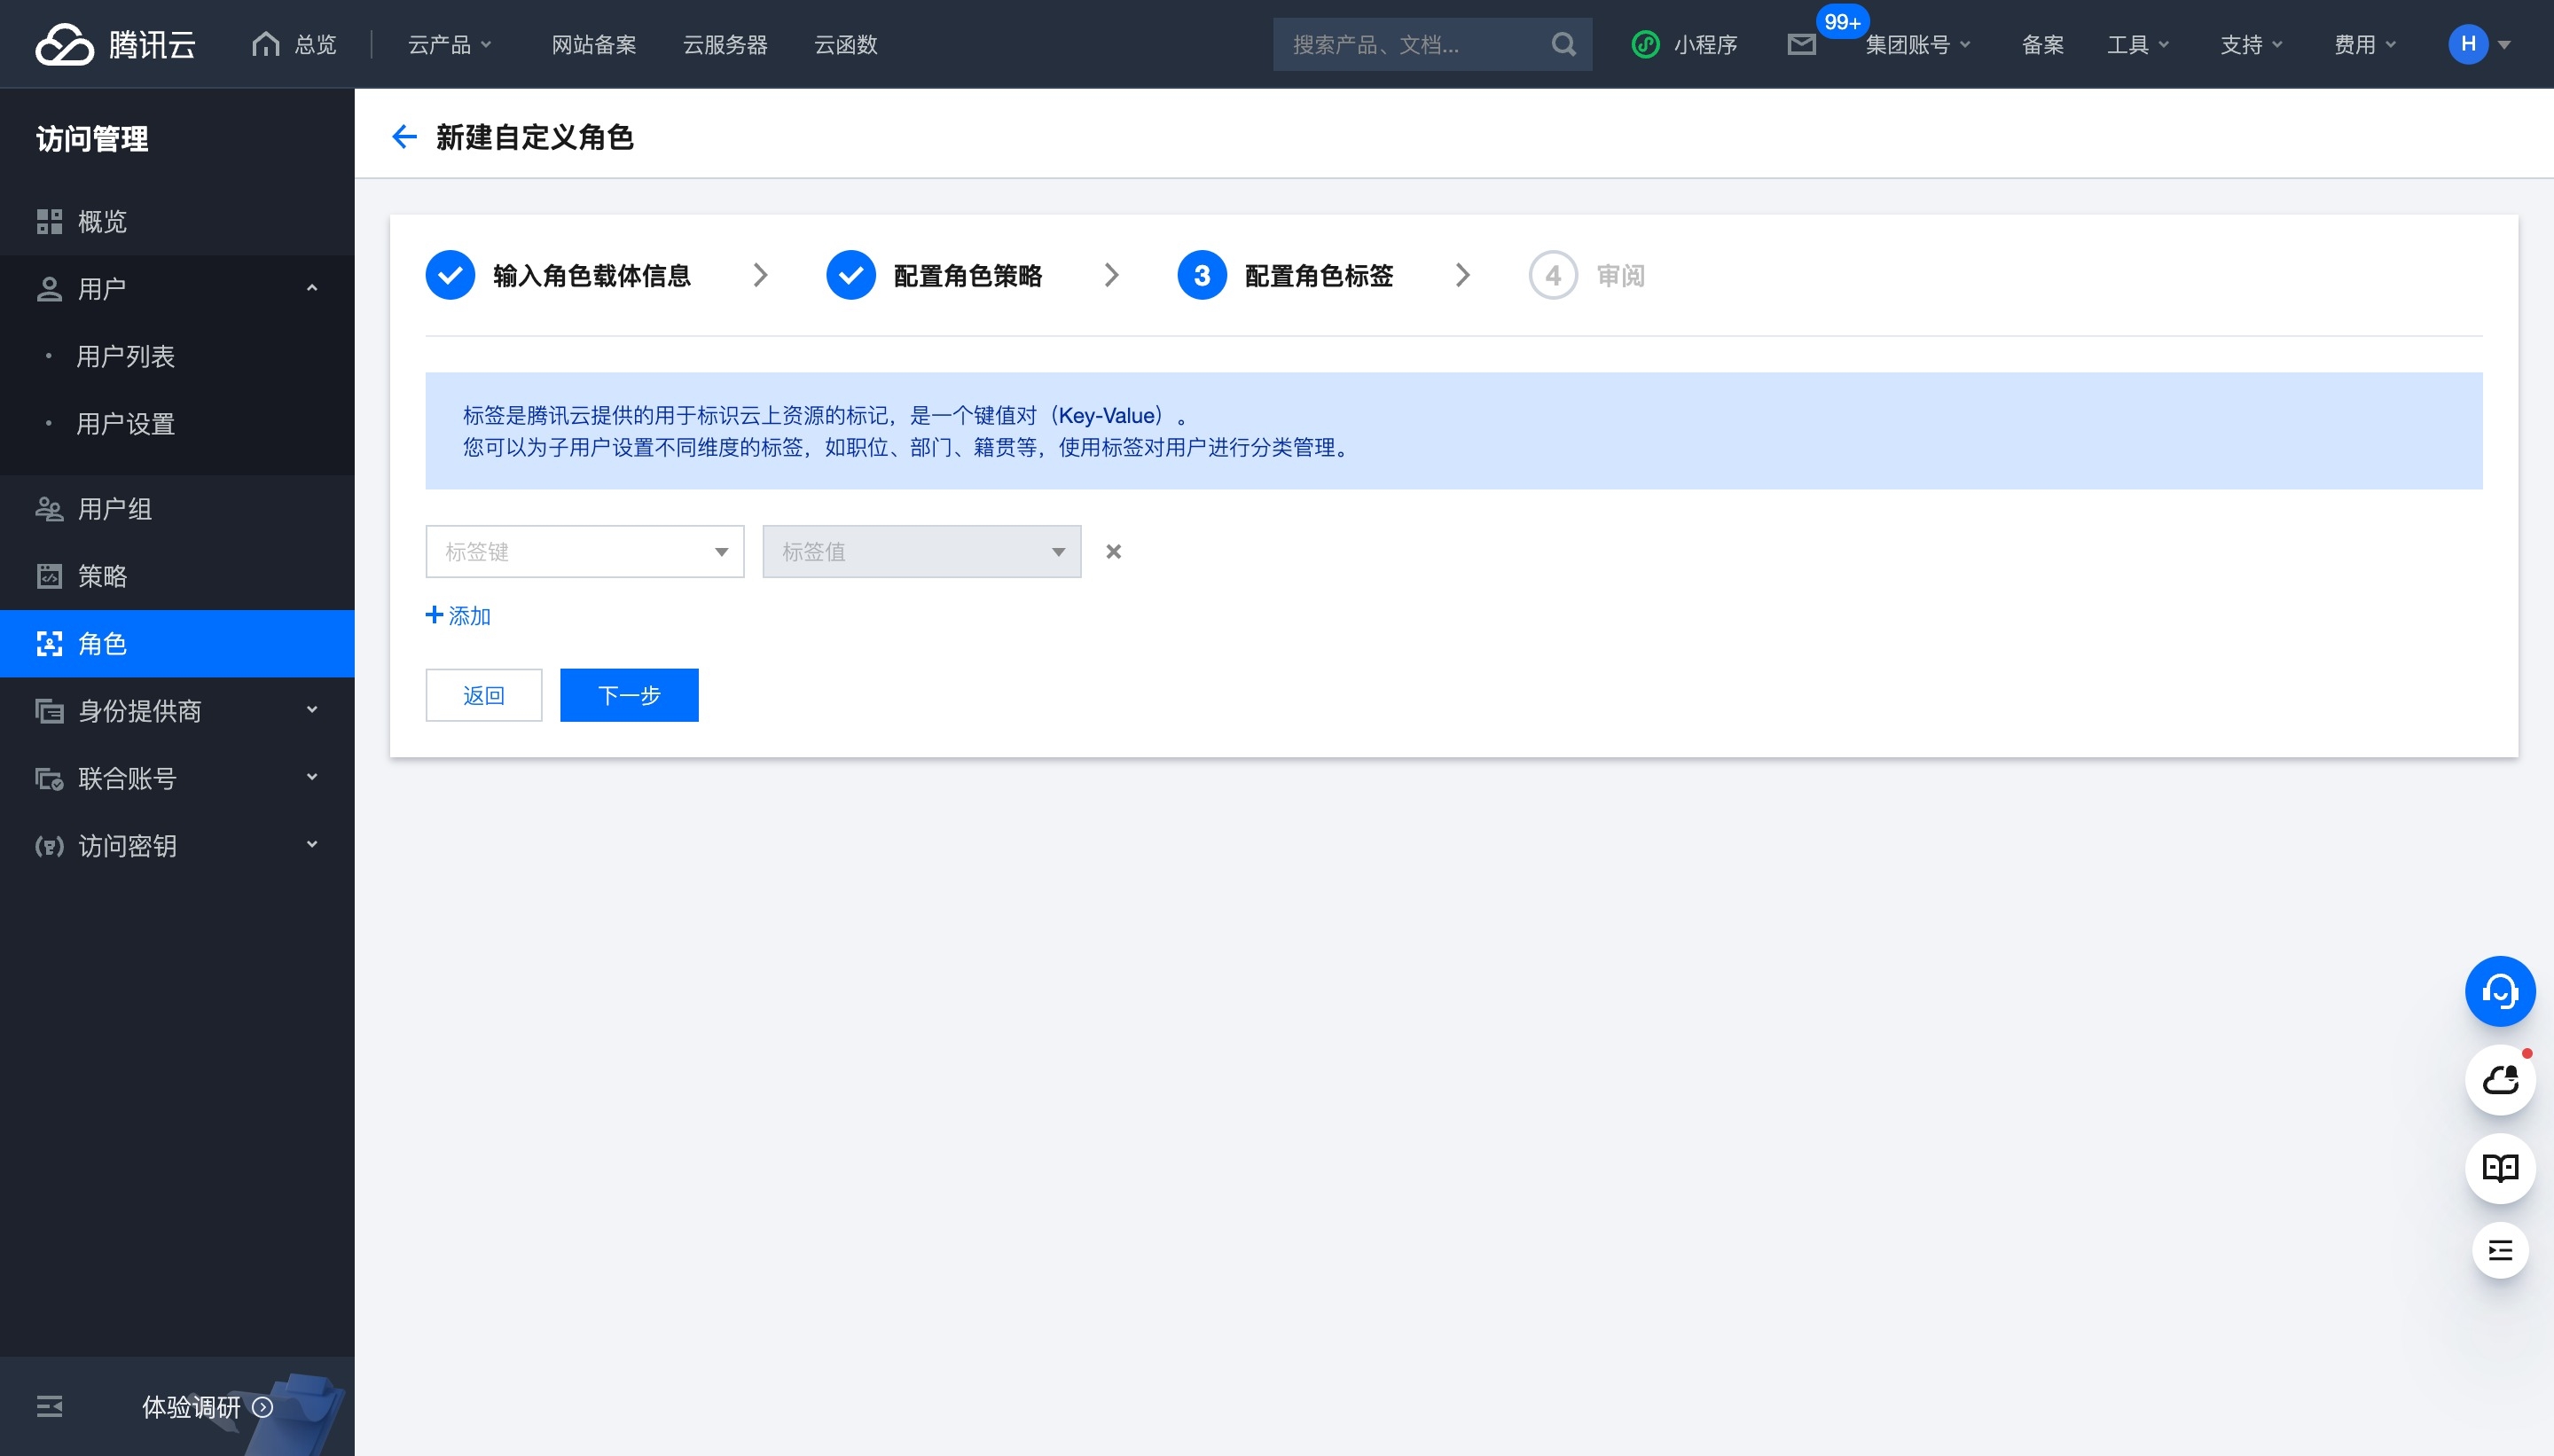 腾讯云
总览
云产品
网站备案
云服务器
云函数
搜索产品、文档...
小程序
99+
集团账号
备案
工具
支持
费用
H
访问管理
概览
用户
用户列表
用户设置
用户组
策略
角色
身份提供商
联合账号
访问密钥
体验调研
新建自定义角色
输入角色载体信息
配置角色策略
3 配置角色标签
4 审阅
标签是腾讯云提供的用于标识云上资源的标记，是一个键值对（Key-Value）。
您可以为子用户设置不同维度的标签，如职位、部门、籍贯等，使用标签对用户进行分类管理。
标签键
标签值
添加
返回
下一步